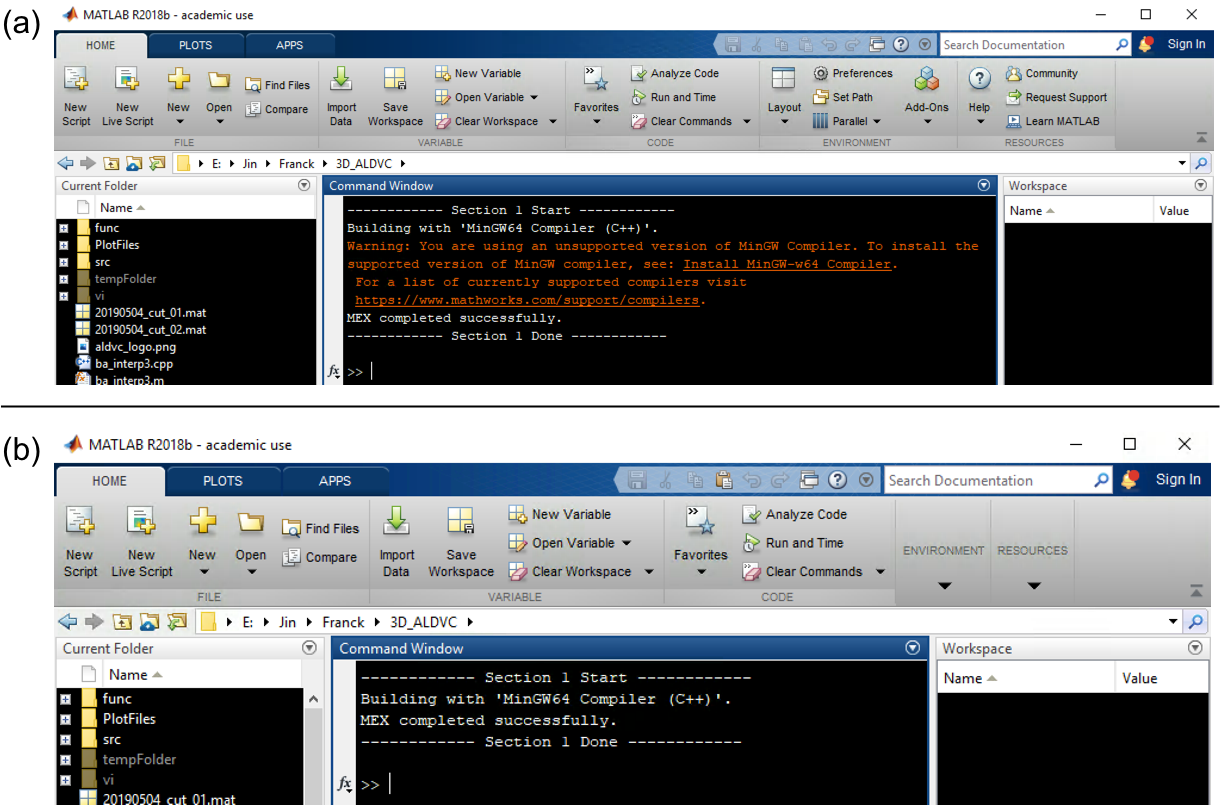 (a)
MATLAB R2018b - academic use
HOME PLOTS APPS Search Documentation Sign In
New Script New Live Script New Open Find Files Compare Import Data Save Workspace New Variable Open Variable Clear Workspace Favorites Analyze Code Run and Time Clear Commands Layout Preferences Set Path Parallel Add-Ons Help Community Request Support Learn MATLAB
FILE VARIABLE CODE ENVIRONMENT RESOURCES
E: Jin Franck 3D_ALDVC
Current Folder
Name
func
PlotFiles
src
tempFolder
vi
20190504_cut_01.mat
20190504_cut_02.mat
aldvc_logo.png
ba_interp3.cpp
ba_interp3.m
Command Window
------------ Section 1 Start ------------
Building with 'MinGW64 Compiler (C++)'.
Warning: You are using an unsupported version of MinGW Compiler. To install the
supported version of MinGW compiler, see: Install MinGW-w64 Compiler.
For a list of currently supported compilers visit
https://www.mathworks.com/support/compilers.
MEX completed successfully.
------------ Section 1 Done ------------
fx >>
Workspace
Name Value
(b)
MATLAB R2018b - academic use
HOME PLOTS APPS Search Documentation Sign In
New Script New Live Script New Open Find Files Compare Import Data Save Workspace New Variable Open Variable Clear Workspace Favorites Analyze Code Run and Time Clear Commands ENVIRONMENT RESOURCES
FILE VARIABLE CODE
E: Jin Franck 3D_ALDVC
Current Folder
Name
func
PlotFiles
src
tempFolder
vi
20190504_cut_01.mat
Command Window
------------ Section 1 Start ------------
Building with 'MinGW64 Compiler (C++)'.
MEX completed successfully.
------------ Section 1 Done ------------
fx >>
Workspace
Name Value